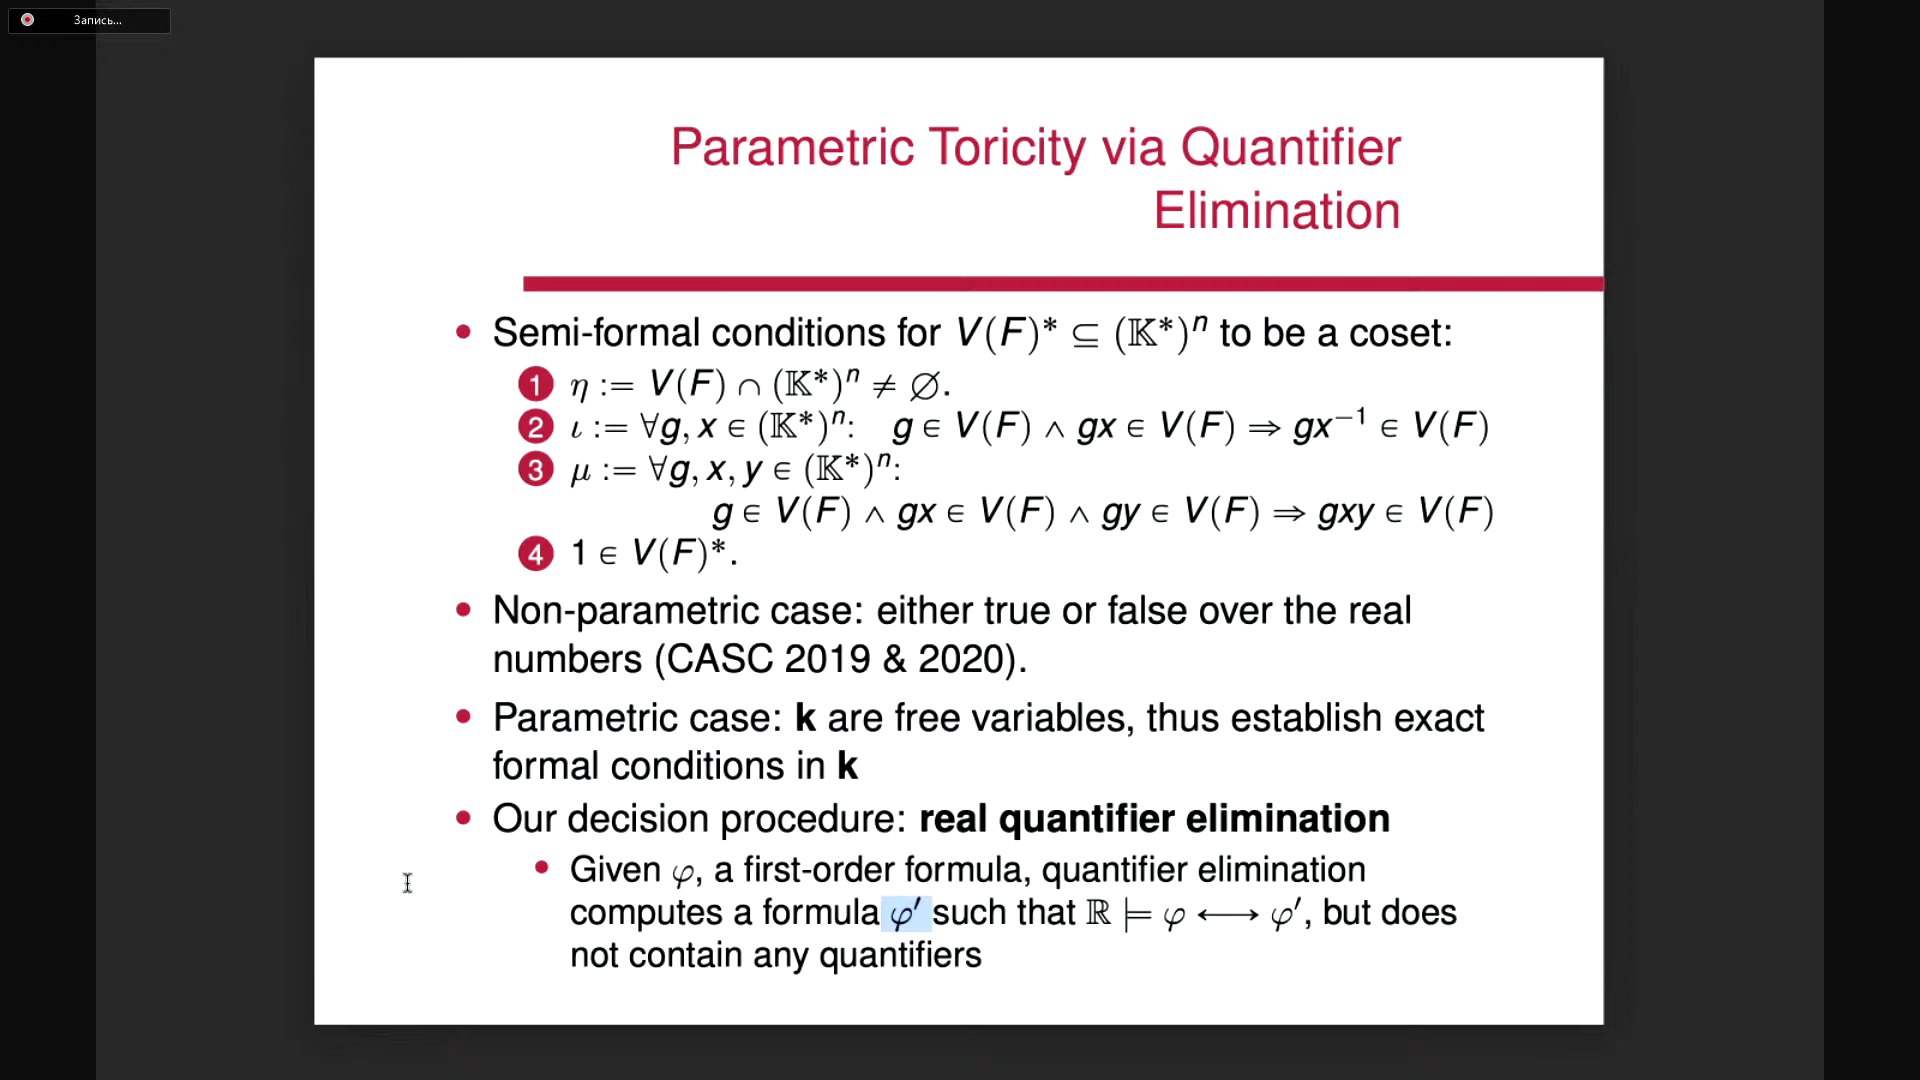 Запись...
Parametric Toricity via Quantifier
Elimination
• Semi-formal conditions for V(F)* ⊆ (𝕂*)ⁿ to be a coset:
1 η := V(F) ∩ (𝕂*)ⁿ ≠ ∅.
2 ι := ∀g, x ∈ (𝕂*)ⁿ: g ∈ V(F) ∧ gx ∈ V(F) ⇒ gx⁻¹ ∈ V(F)
3 μ := ∀g, x, y ∈ (𝕂*)ⁿ:
g ∈ V(F) ∧ gx ∈ V(F) ∧ gy ∈ V(F) ⇒ gxy ∈ V(F)
4 1 ∈ V(F)*.
• Non-parametric case: either true or false over the real
numbers (CASC 2019 & 2020).
• Parametric case: k are free variables, thus establish exact
formal conditions in k
• Our decision procedure: real quantifier elimination
• Given φ, a first-order formula, quantifier elimination
computes a formula φ′ such that ℝ ⊨ φ ⟷ φ′, but does
not contain any quantifiers